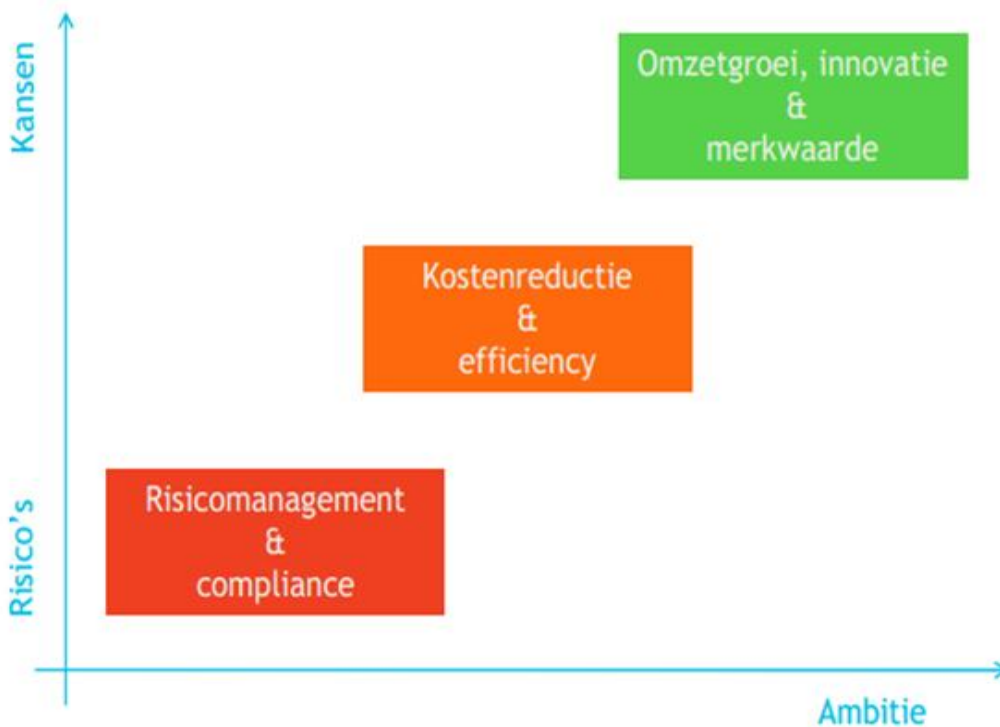 Kansen
Omzetgroei, innovatie
&
merkwaarde
Kostenreductie
&
efficiency
Risico's
Risicomanagement
&
compliance
Ambitie